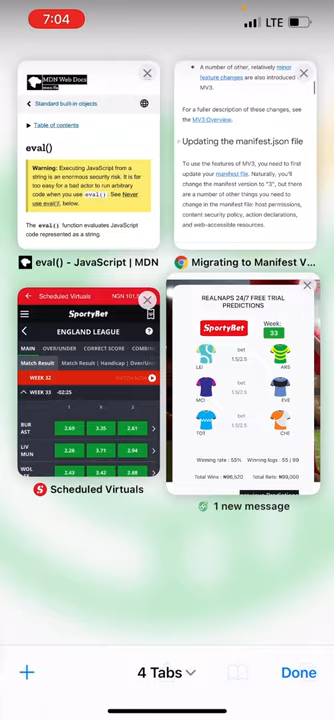 7:04
LTE
MDN Web Docs
Standard built-in objects
Table of contents
eval()
Warning: Executing JavaScript from a
string is an enormous security risk. It is far
too easy for a bad actor to run arbitrary
code when you use eval(). See Never
use eval()!, below.
The eval() function evaluates JavaScript
code represented as a string.
eval() - JavaScript | MDN
A number of other, relatively minor
feature changes are also introduced
MV3.
For a fuller description of these changes, see
the MV3 Overview.
Updating the manifest.json file
To use the features of MV3, you need to first
update your manifest file. Naturally, you'll
change the manifest version to "3", but there
are a number of other things you need to
change in the manifest file: host permissions,
content security policy, action declarations,
and web-accessible resources.
Migrating to Manifest V...
Scheduled Virtuals
NGN 101,5
SportyBet
ENGLAND LEAGUE
MAIN OVER/UNDER CORRECT SCORE COMBIN
Match Result Match Result | Handicap | Over/Un
WEEK 32
WEEK 33 -02:25
1 X 2
BUR
AST
2.69 3.35 2.61
LIV
MUN
2.26 3.71 2.94
WOL
2.43 3.42 2.88
Scheduled Virtuals
REALNAPS 24/7 FREE TRIAL
PREDICTIONS
SportyBet
Week:
33
LEI
bet
1.5/2.5
ARS
MCI
bet
1.5/2.5
EVE
TOT
bet
1.5/2.5
CHE
Winning rate : 55% Winning logs : 55 / 99
Total Wins : ₦96,520 Total Bets : ₦99,000
1 new message
4 Tabs
Done